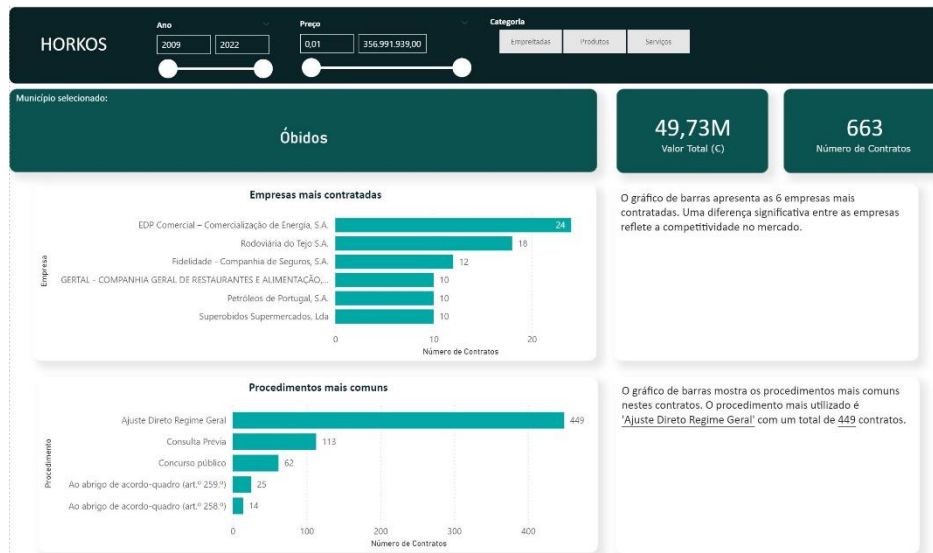 HORKOS
Ano
2009
2022
Preço
0,01
356.991.939,00
Categoria
Empreitadas
Produtos
Serviços
Município selecionado:
Óbidos
49,73M
Valor Total (€)
663
Número de Contratos
Empresas mais contratadas
Empresa
EDP Comercial – Comercialização de Energia, S.A.
24
Rodoviária do Tejo S.A.
18
Fidelidade - Companhia de Seguros, S.A.
12
GERTAL - COMPANHIA GERAL DE RESTAURANTES E ALIMENTAÇÃO,...
10
Petróleos de Portugal, S.A.
10
Superobidos Supermercados, Lda
10
0
10
20
Número de Contratos
O gráfico de barras apresenta as 6 empresas mais
contratadas. Uma diferença significativa entre as empresas
reflete a competitividade no mercado.
Procedimentos mais comuns
Procedimento
Ajuste Direto Regime Geral
449
Consulta Prévia
113
Concurso público
62
Ao abrigo de acordo-quadro (art.º 259.º)
25
Ao abrigo de acordo-quadro (art.º 258.º)
14
0
100
200
300
400
Número de Contratos
O gráfico de barras mostra os procedimentos mais comuns
nestes contratos. O procedimento mais utilizado é
'Ajuste Direto Regime Geral' com um total de 449 contratos.